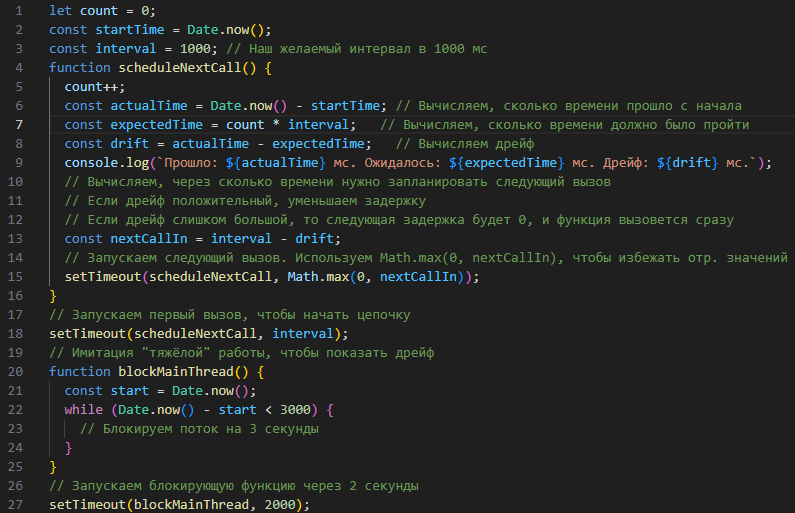 1 let count = 0;
2 const startTime = Date.now();
3 const interval = 1000; // Наш желаемый интервал в 1000 мс
4 function scheduleNextCall() {
5   count++;
6   const actualTime = Date.now() - startTime; // Вычисляем, сколько времени прошло с начала
7   const expectedTime = count * interval;   // Вычисляем, сколько времени должно было пройти
8   const drift = actualTime - expectedTime;   // Вычисляем дрейф
9   console.log(`Прошло: ${actualTime} мс. Ожидалось: ${expectedTime} мс. Дрейф: ${drift} мс.`);
10   // Вычисляем, через сколько времени нужно запланировать следующий вызов
11   // Если дрейф положительный, уменьшаем задержку
12   // Если дрейф слишком большой, то следующая задержка будет 0, и функция вызовется сразу
13   const nextCallIn = interval - drift;
14   // Запускаем следующий вызов. Используем Math.max(0, nextCallIn), чтобы избежать отр. значений
15   setTimeout(scheduleNextCall, Math.max(0, nextCallIn));
16 }
17 // Запускаем первый вызов, чтобы начать цепочку
18 setTimeout(scheduleNextCall, interval);
19 // Имитация "тяжёлой" работы, чтобы показать дрейф
20 function blockMainThread() {
21   const start = Date.now();
22   while (Date.now() - start < 3000) {
23     // Блокируем поток на 3 секунды
24   }
25 }
26 // Запускаем блокирующую функцию через 2 секунды
27 setTimeout(blockMainThread, 2000);